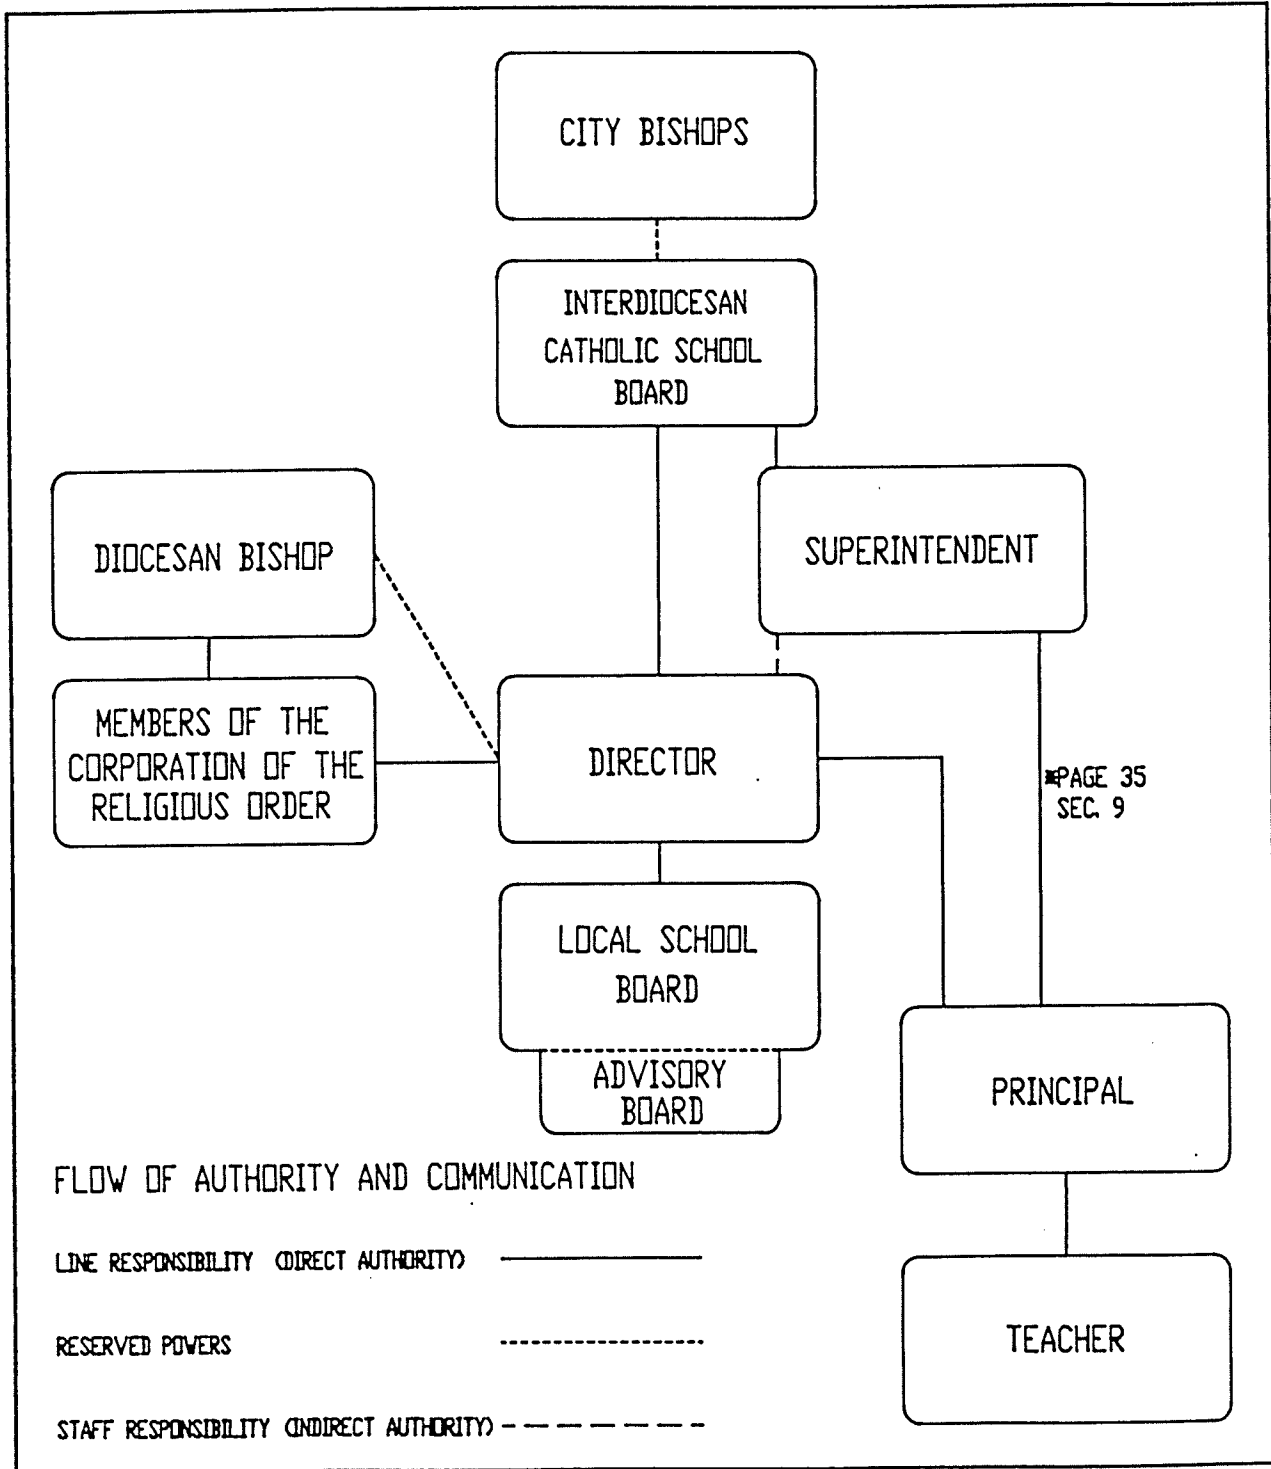 CITY BISHOPS
INTERDIOCESAN
CATHOLIC SCHOOL
BOARD
DIOCESAN BISHOP
SUPERINTENDENT
MEMBERS OF THE
CORPORATION OF THE
RELIGIOUS ORDER
DIRECTOR
*PAGE 35
SEC. 9
LOCAL SCHOOL
BOARD
ADVISORY
BOARD
PRINCIPAL
TEACHER
FLOW OF AUTHORITY AND COMMUNICATION
LINE RESPONSIBILITY (DIRECT AUTHORITY)
RESERVED POWERS
STAFF RESPONSIBILITY (INDIRECT AUTHORITY)